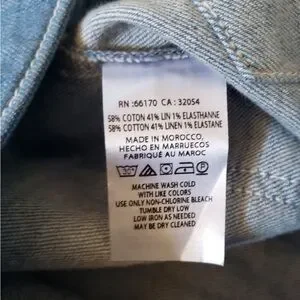 RN :66170 CA : 32054
58% COTTON 41% LIN 1% ELASTHANNE
58% COTTON 41% LINEN 1% ELASTANE
MADE IN MOROCCO,
HECHO EN MARRUECOS
FABRIQUÉ AU MAROC
MACHINE WASH COLD
WITH LIKE COLORS
USE ONLY NON-CHLORINE BLEACH
TUMBLE DRY LOW
LOW IRON AS NEEDED
MAY BE DRY CLEANED